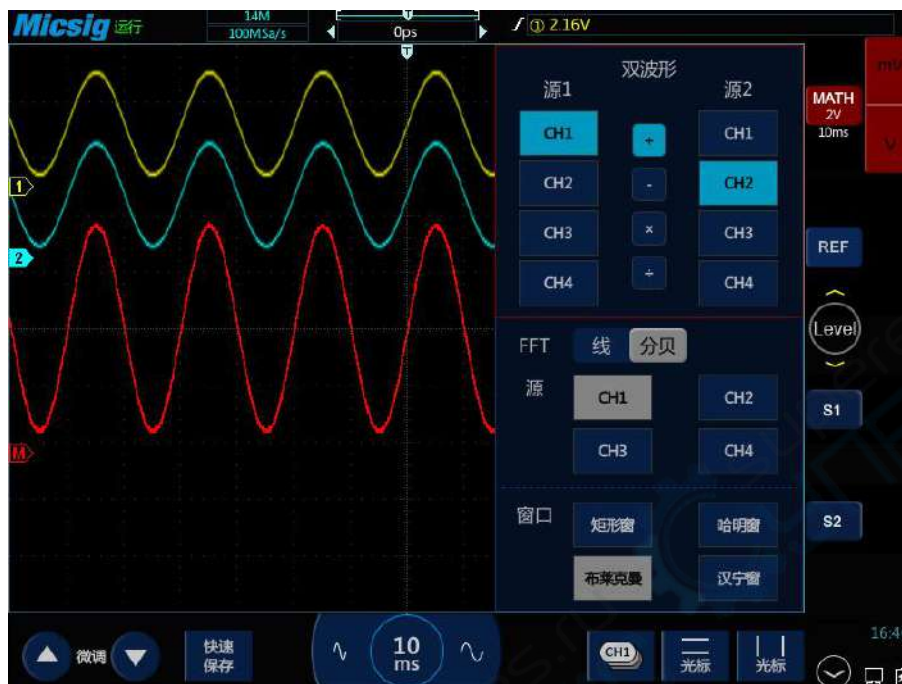 Micsig 运行
14M
100MSa/s
T
0ps
① 2.16V
T
双波形
源1
源2
CH1
+
CH1
CH2
-
CH2
CH3
×
CH3
CH4
÷
CH4
MATH
2V
10ms
mV
V
1
2
M
REF
Level
S1
S2
FFT
线
分贝
源
CH1
CH2
CH3
CH4
窗口
矩形窗
哈明窗
布莱克曼
汉宁窗
微调
快速
保存
10
ms
CH1
光标
光标
16:4